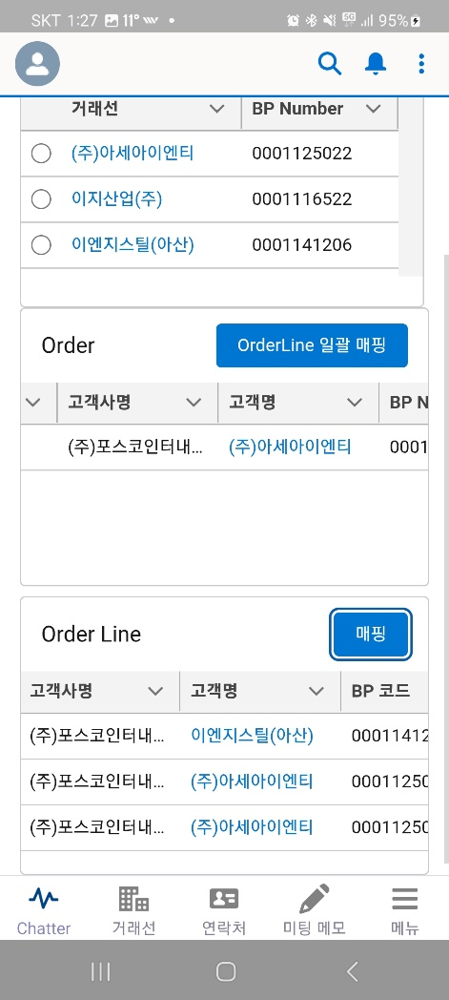 SKT 1:27 11° 5G 95%
거래선 BP Number
(주)아세아이엔티 0001125022
이지산업(주) 0001116522
이엔지스틸(아산) 0001141206
Order OrderLine 일괄 매핑
고객사명 고객명 BP N
(주)포스코인터내... (주)아세아이엔티 0001
Order Line 매핑
고객사명 고객명 BP 코드
(주)포스코인터내... 이엔지스틸(아산) 00011412
(주)포스코인터내... (주)아세아이엔티 00011250
(주)포스코인터내... (주)아세아이엔티 00011250
Chatter 거래선 연락처 미팅 메모 메뉴